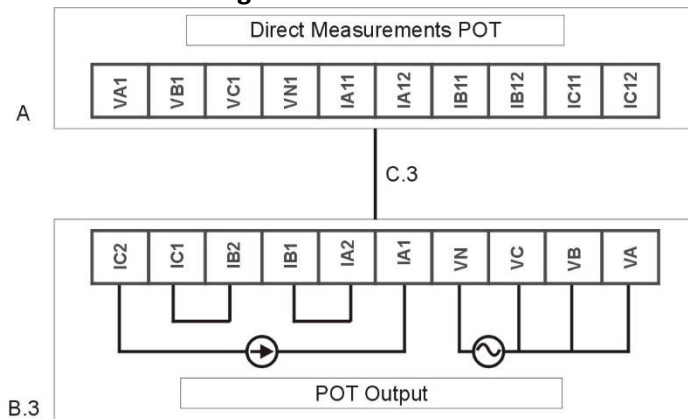 Direct Measurements POT
VA1 VB1 VC1 VN1 IA11 IA12 IB11 IB12 IC11 IC12
A
C.3
IC2 IC1 IB2 IB1 IA2 IA1 VN VC VB VA
POT Output
B.3